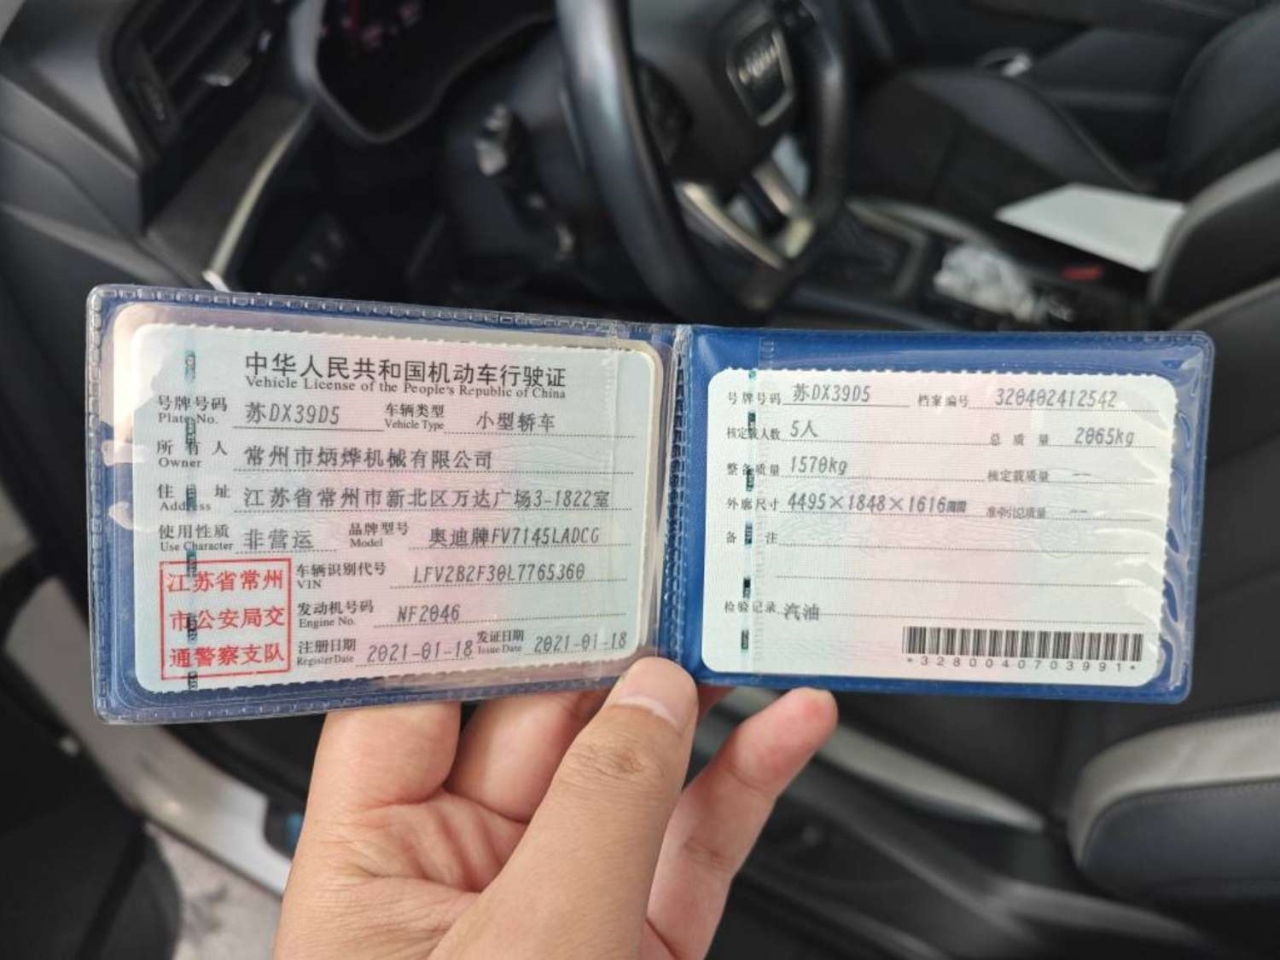 中华人民共和国机动车行驶证
Vehicle License of the People's Republic of China
号牌号码 苏DX39D5 车辆类型 小型轿车
Plate No. Vehicle Type
所有人 常州市炳烨机械有限公司
Owner
住址 江苏省常州市新北区万达广场3-1822室
Address
使用性质 非营运 品牌型号 奥迪牌FV7145LADCG
Use Character Model
江苏省常州
市公安局交
通警察支队
车辆识别代号 LFV2B2F30L7765360
VIN
发动机号码 NF2046
Engine No.
注册日期 2021-01-18 发证日期 2021-01-18
Register Date Issue Date
号牌号码 苏DX39D5 档案编号 320402412542
核定载人数 5人 总质量 2065kg
整备质量 1570kg 核定载质量 --
外廓尺寸 4495×1848×1616 准牵引总质量 --
备注
检验记录 汽油
*3280040703991*